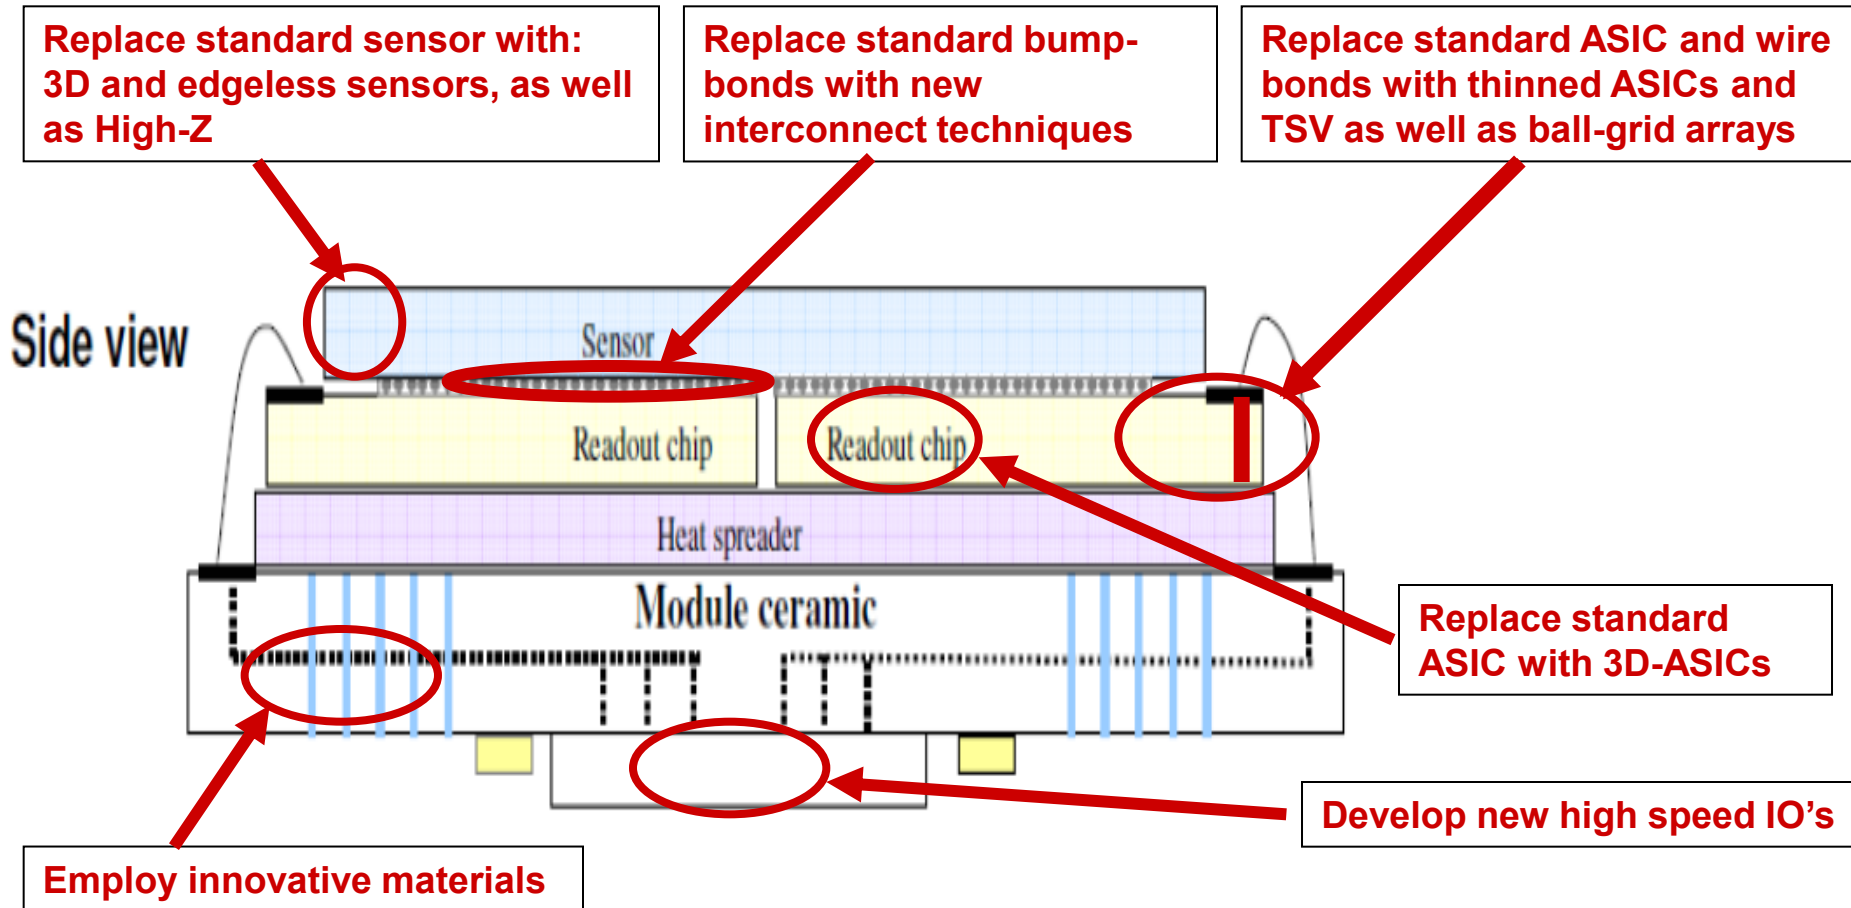 Replace standard sensor with:
3D and edgeless sensors, as well
as High-Z
Replace standard bump-
bonds with new
interconnect techniques
Replace standard ASIC and wire
bonds with thinned ASICs and
TSV as well as ball-grid arrays
Side view
Sensor
Readout chip
Readout chip
Heat spreader
Module ceramic
Replace standard
ASIC with 3D-ASICs
Develop new high speed IO’s
Employ innovative materials